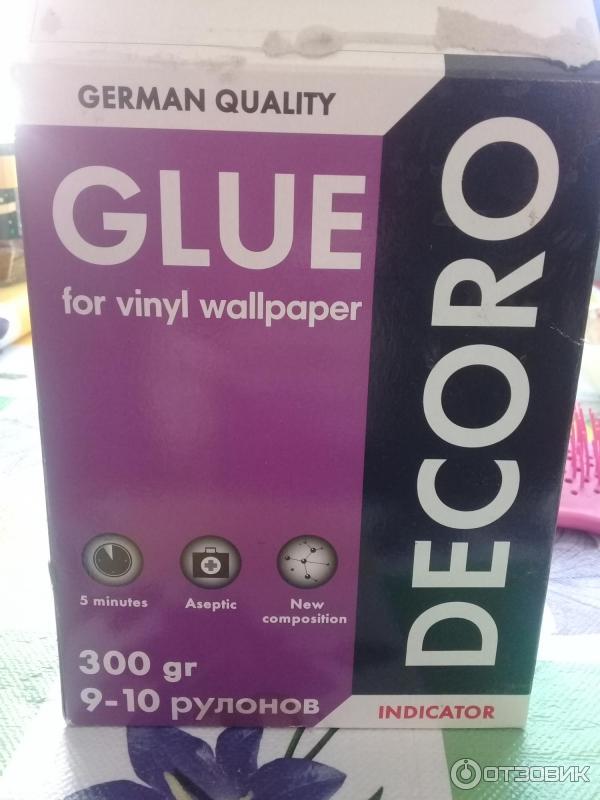 GERMAN QUALITY
GLUE
for vinyl wallpaper
DECORO
5 minutes
Aseptic
New
composition
300 gr
9-10 рулонов
INDICATOR
ОТЗОВИК